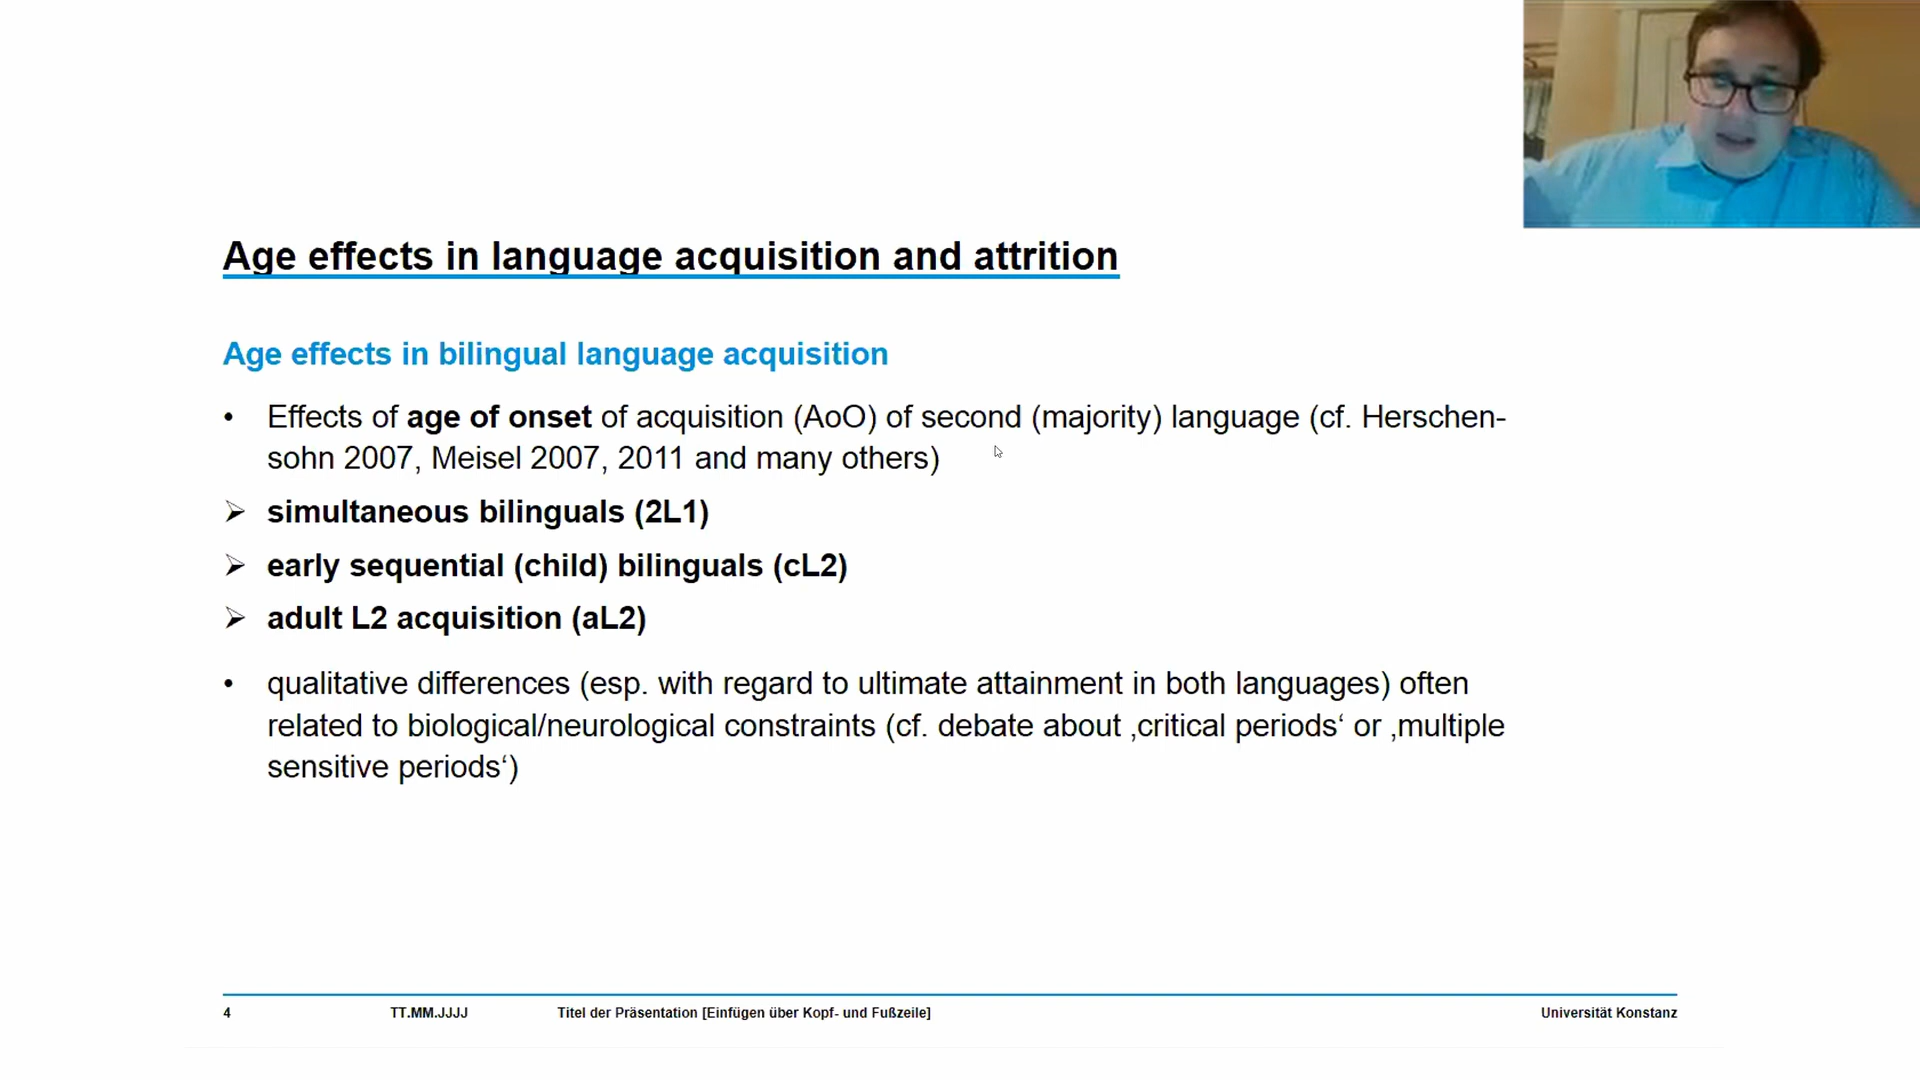 Age effects in language acquisition and attrition
Age effects in bilingual language acquisition
• Effects of age of onset of acquisition (AoO) of second (majority) language (cf. Herschen-
sohn 2007, Meisel 2007, 2011 and many others)
➢ simultaneous bilinguals (2L1)
➢ early sequential (child) bilinguals (cL2)
➢ adult L2 acquisition (aL2)
• qualitative differences (esp. with regard to ultimate attainment in both languages) often
related to biological/neurological constraints (cf. debate about ‚critical periods‘ or ‚multiple
sensitive periods‘)
4 TT.MM.JJJJ Titel der Präsentation [Einfügen über Kopf- und Fußzeile] Universität Konstanz